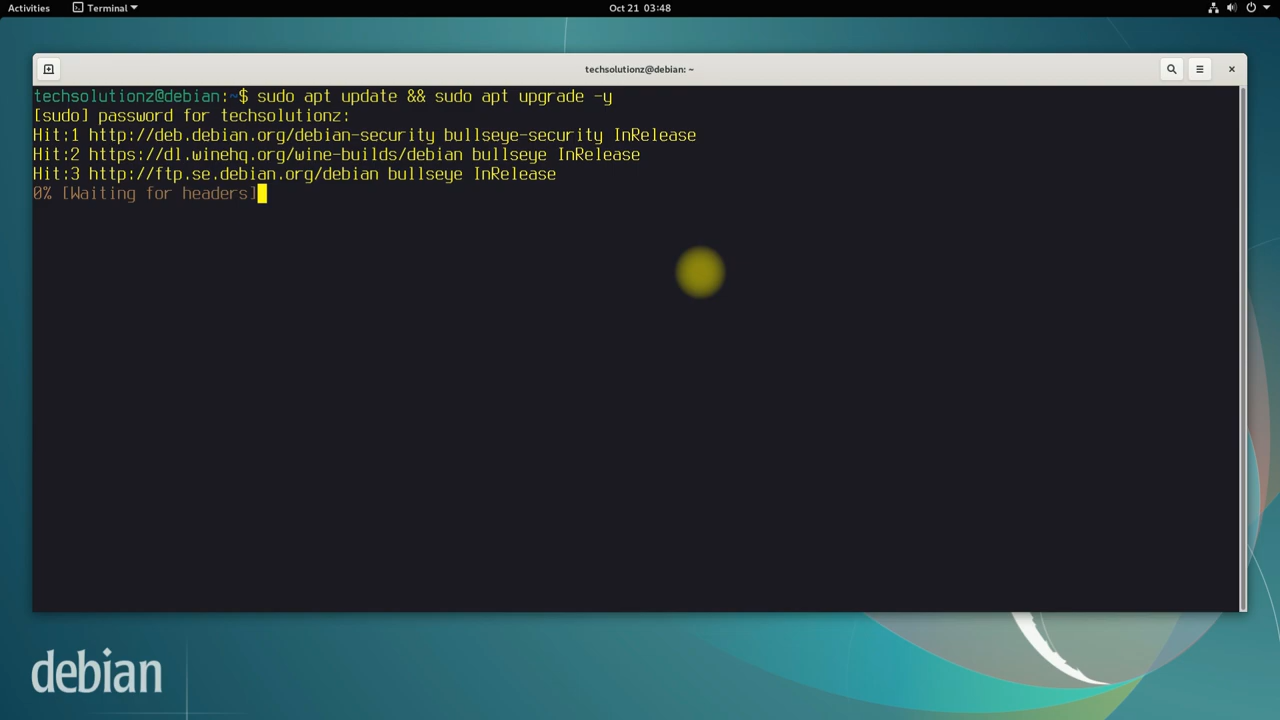 Activities Terminal Oct 21 03:48
techsolutionz@debian: ~
techsolutionz@debian:~$ sudo apt update && sudo apt upgrade -y
[sudo] password for techsolutionz:
Hit:1 http://deb.debian.org/debian-security bullseye-security InRelease
Hit:2 https://dl.winehq.org/wine-builds/debian bullseye InRelease
Hit:3 http://ftp.se.debian.org/debian bullseye InRelease
0% [Waiting for headers]
debian